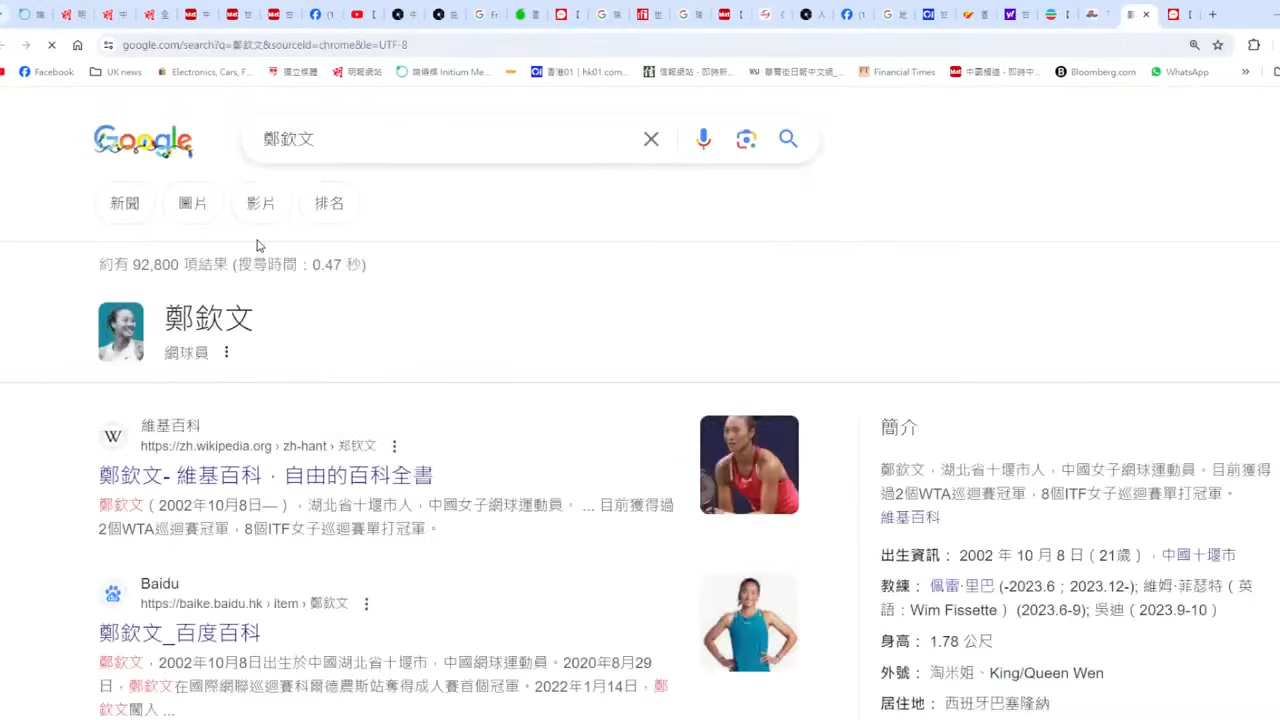 google.com/search?q=鄭欽文&sourceid=chrome&ie=UTF-8
Facebook
UK news
Electronics, Cars, F...
獨立媒體
明報網站
端傳媒 Initium Me...
香港01 | hk01.com...
信報網站 - 即時新...
華爾街日報中文網_...
Financial Times
Bloomberg.com
WhatsApp
Google
鄭欽文
新聞
圖片
影片
排名
約有 92,800 項結果 (搜尋時間:0.47 秒)
鄭欽文
網球員
維基百科
https://zh.wikipedia.org › zh-hant › 郑钦文
鄭欽文- 維基百科,自由的百科全書
鄭欽文(2002年10月8日—),湖北省十堰市人,中國女子網球運動員。 ... 目前獲得過
2個WTA巡迴賽冠軍,8個ITF女子巡迴賽單打冠軍。
Baidu
https://baike.baidu.hk › item › 鄭欽文
鄭欽文_百度百科
鄭欽文,2002年10月8日出生於中國湖北省十堰市,中國網球運動員。2020年8月29
日,鄭欽文在國際網聯巡迴賽科爾德農斯站奪得成人賽首個冠軍。2022年1月14日,鄭
欽文闖入 ...
簡介
鄭欽文,湖北省十堰市人,中國女子網球運動員。目前獲得
過2個WTA巡迴賽冠軍,8個ITF女子巡迴賽單打冠軍。
維基百科
出生資訊: 2002 年 10 月 8 日(21歲),中國十堰市
教練: 佩雷·里巴 (-2023.6;2023.12-); 維姆·菲瑟特(英
語:Wim Fissette) (2023.6-9); 吳迪(2023.9-10)
身高: 1.78 公尺
外號: 淘米姐、King/Queen Wen
居住地: 西班牙巴塞隆納